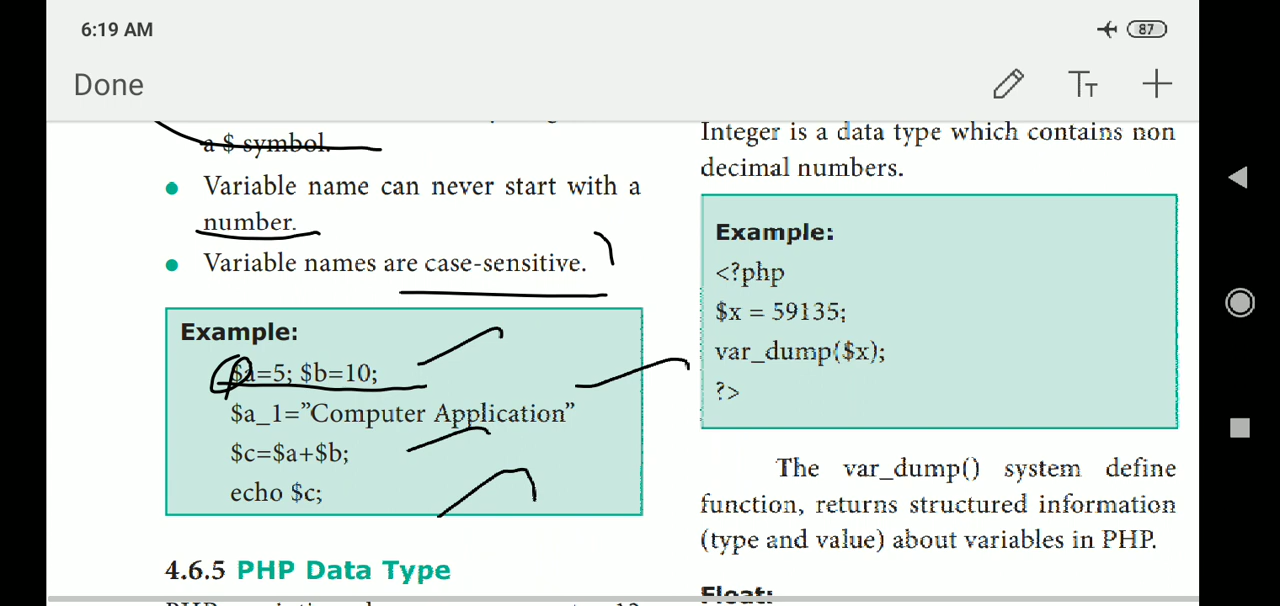 6:19 AM
87
Done
TT
a $ symbol.
• Variable name can never start with a
number.
• Variable names are case-sensitive.
Example:
$a=5; $b=10;
$a_1=”Computer Application”
$c=$a+$b;
echo $c;
4.6.5 PHP Data Type
Integer is a data type which contains non
decimal numbers.
Example:
<?php
$x = 59135;
var_dump($x);
?>
The var_dump() system define
function, returns structured information
(type and value) about variables in PHP.
Float: